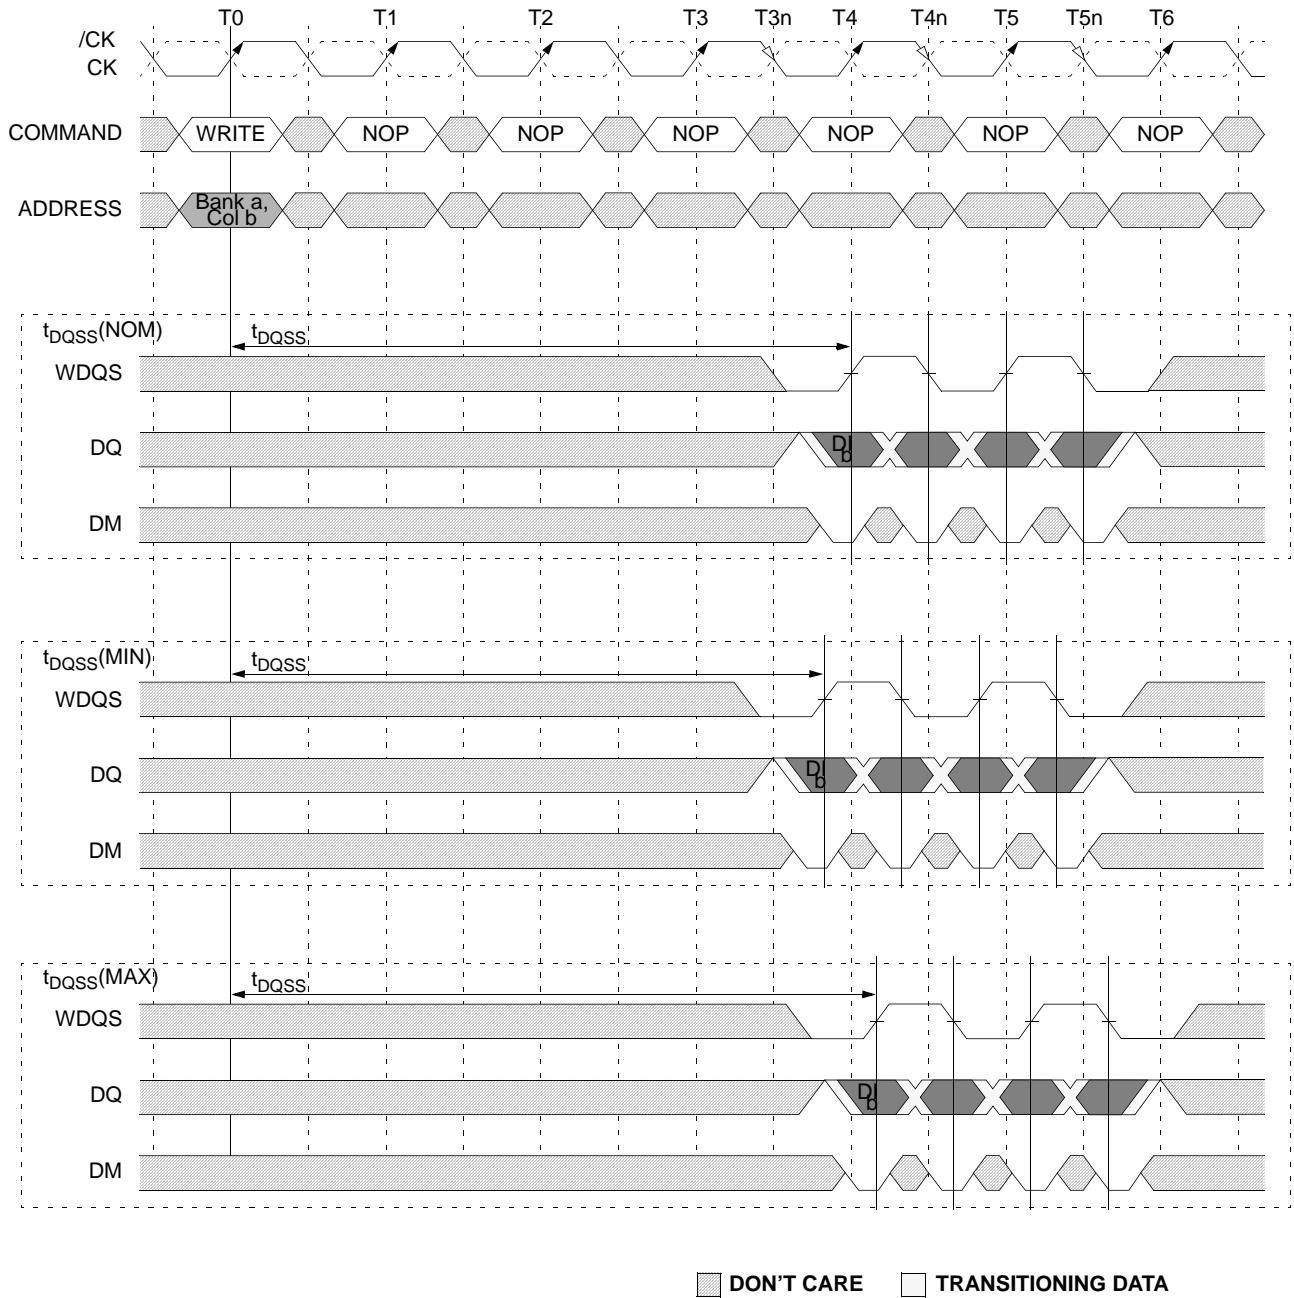 T0 T1 T2 T3 T3n T4 T4n T5 T5n T6
/CK
CK
COMMAND WRITE NOP NOP NOP NOP NOP NOP
ADDRESS Bank a,
Col b
tDQSS(NOM) tDQSS
WDQS
DQ DI
b
DM
tDQSS(MIN) tDQSS
WDQS
DQ DI
b
DM
tDQSS(MAX) tDQSS
WDQS
DQ DI
b
DM
DON'T CARE TRANSITIONING DATA